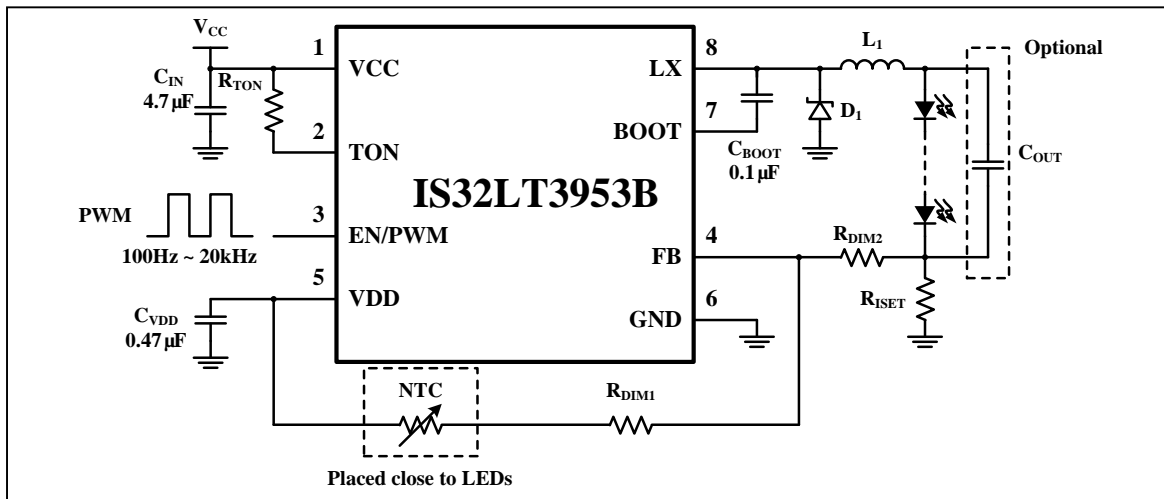 VCC
CIN
4.7 µF
RTON
1
VCC
2
TON
PWM
100Hz ~ 20kHz
3
EN/PWM
5
VDD
CVDD
0.47 µF
IS32LT3953B
8
LX
7
BOOT
CBOOT
0.1 µF
D1
L1
Optional
COUT
4
FB
RDIM2
RISET
6
GND
NTC
RDIM1
Placed close to LEDs